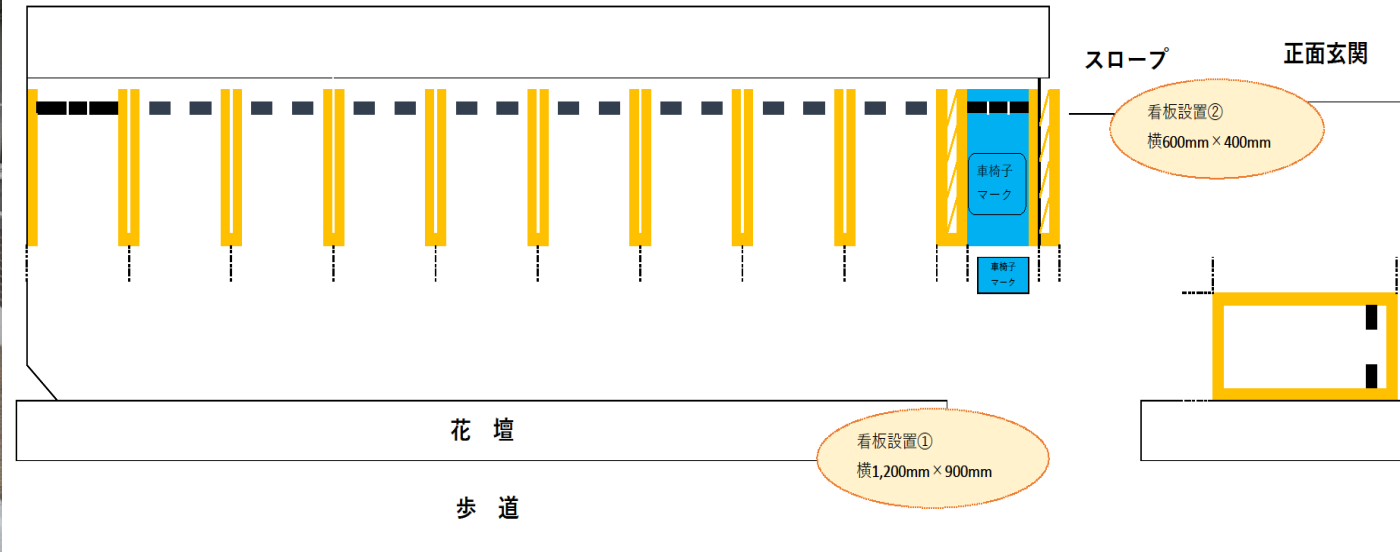 スロープ
正面玄関
看板設置②
横600mm×400mm
車椅子
マーク
車椅子
マーク
花 壇
看板設置①
横1,200mm×900mm
歩 道